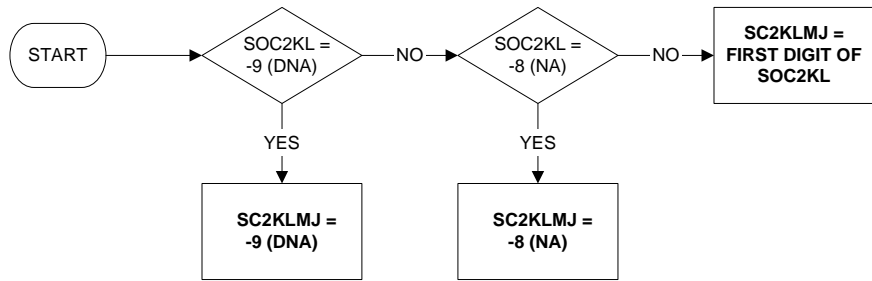 START
SOC2KL =
-9 (DNA)
NO
SOC2KL =
-8 (NA)
NO
SC2KLMJ =
FIRST DIGIT OF
SOC2KL
YES
YES
SC2KLMJ =
-9 (DNA)
SC2KLMJ =
-8 (NA)